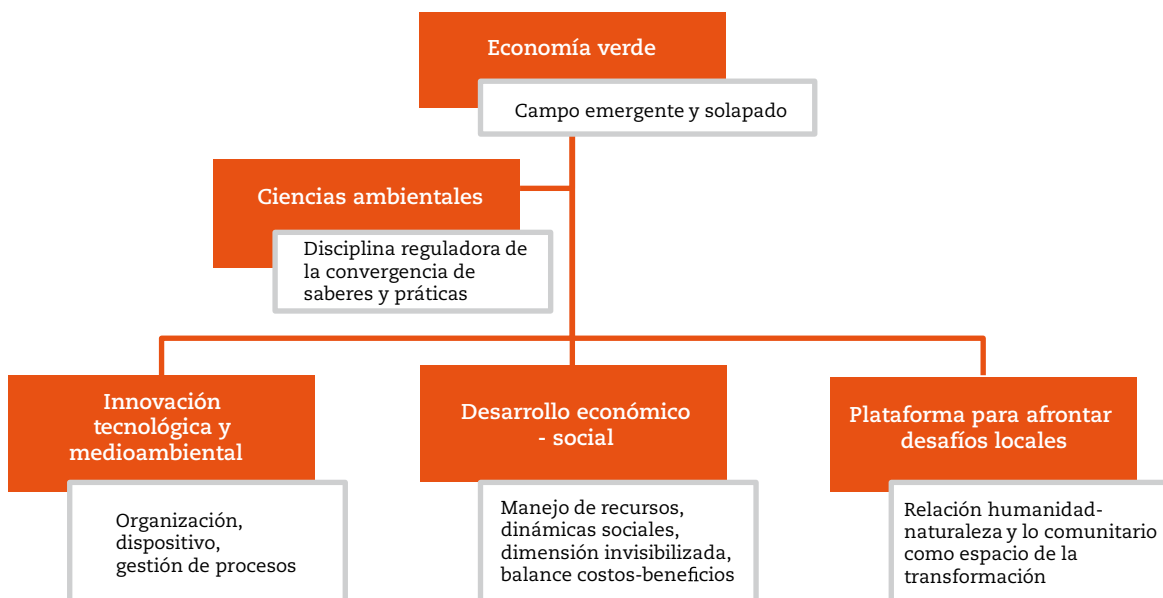 Economía verde
Campo emergente y solapado
Ciencias ambientales
Disciplina reguladora de
la convergencia de
saberes y práticas
Innovación
tecnológica y
medioambiental
Organización,
dispositivo,
gestión de procesos
Desarrollo económico
- social
Manejo de recursos,
dinámicas sociales,
dimensión invisibilizada,
balance costos-beneficios
Plataforma para afrontar
desafíos locales
Relación humanidad-
naturaleza y lo comunitario
como espacio de la
transformación